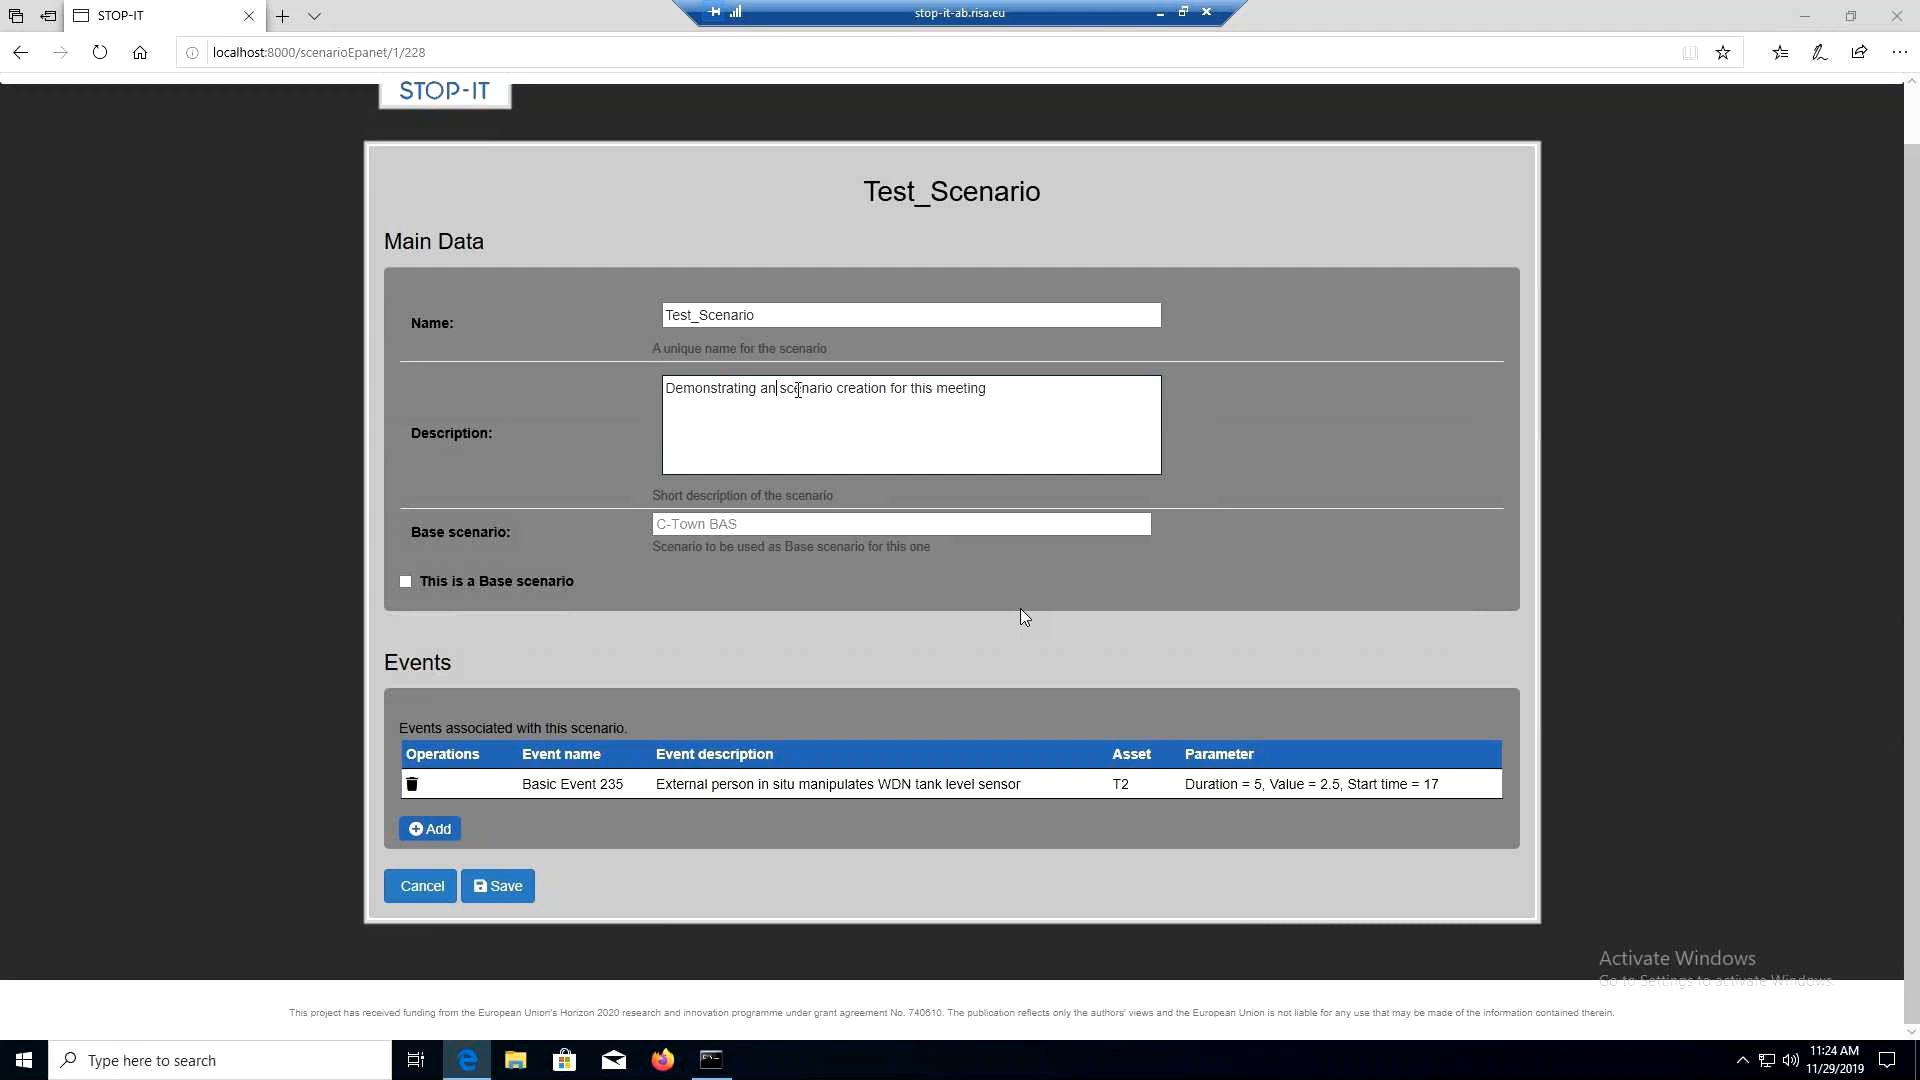 STOP-IT
stop-it-ab.risa.eu
localhost:8000/scenarioEpanet/1/228
STOP-IT
Test_Scenario
Main Data
Name:
Test_Scenario
A unique name for the scenario
Description:
Demonstrating an scenario creation for this meeting
Short description of the scenario
Base scenario:
C-Town BAS
Scenario to be used as Base scenario for this one
This is a Base scenario
Events
Events associated with this scenario.
Operations Event name Event description Asset Parameter
Basic Event 235 External person in situ manipulates WDN tank level sensor T2 Duration = 5, Value = 2.5, Start time = 17
Add
Cancel Save
Activate Windows
Go to Settings to activate Windows.
This project has received funding from the European Union's Horizon 2020 research and innovation programme under grant agreement No. 740610. The publication reflects only the authors' views and the European Union is not liable for any use that may be made of the information contained therein.
Type here to search
11:24 AM
11/29/2019